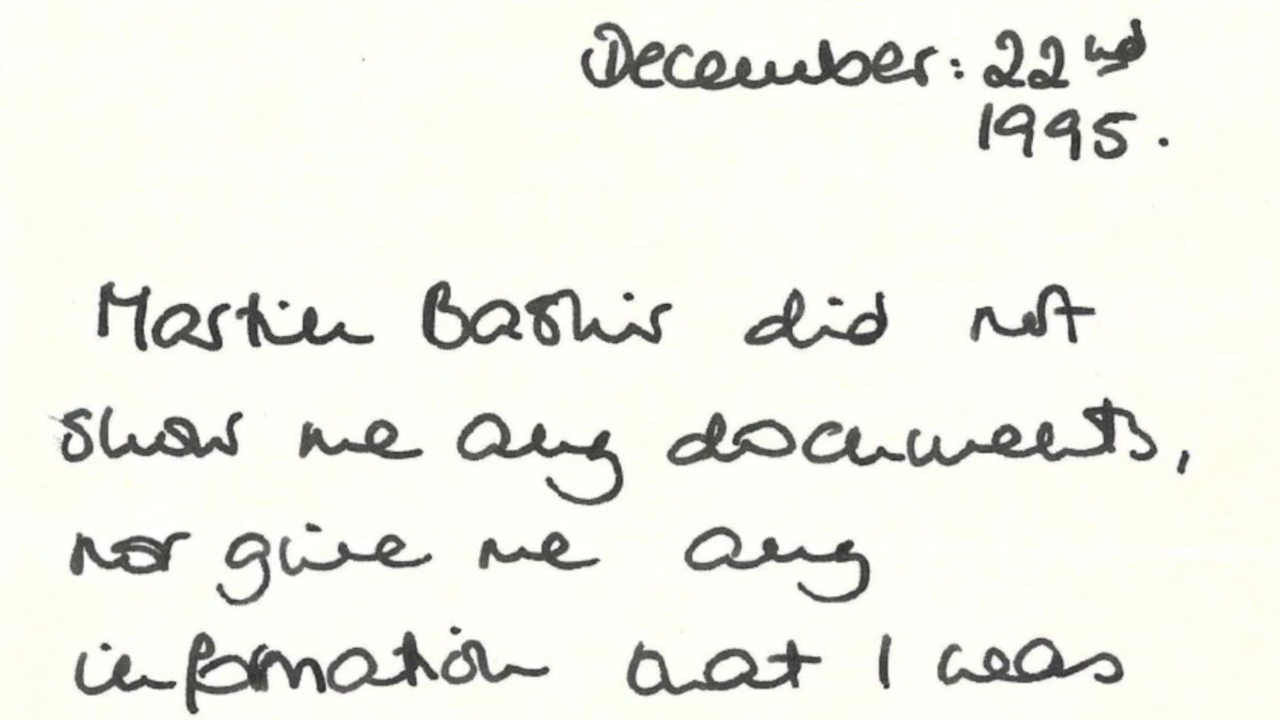 December: 22nd
1995.
Martin Bashir did not
show me any documents,
nor give me any
information that I was